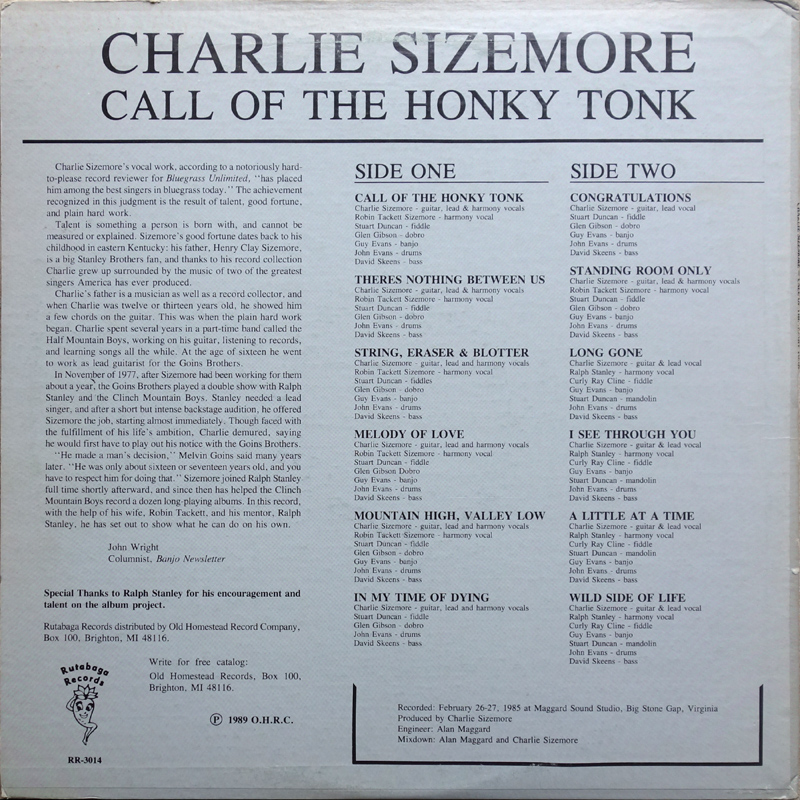 CHARLIE SIZEMORE
CALL OF THE HONKY TONK
Charlie Sizemore's vocal work, according to a notoriously hard-
to-please record reviewer for Bluegrass Unlimited, "has placed
him among the best singers in bluegrass today." The achievement
recognized in this judgment is the result of talent, good fortune,
and plain hard work.
Talent is something a person is born with, and cannot be
measured or explained. Sizemore's good fortune dates back to his
childhood in eastern Kentucky: his father, Henry Clay Sizemore,
is a big Stanley Brothers fan, and thanks to his record collection
Charlie grew up surrounded by the music of two of the greatest
singers America has ever produced.
Charlie's father is a musician as well as a record collector, and
when Charlie was twelve or thirteen years old, he showed him
a few chords on the guitar. This was when the plain hard work
began. Charlie spent several years in a part-time band called the
Half Mountain Boys, working on his guitar, listening to records,
and learning songs all the while. At the age of sixteen he went
to work as lead guitarist for the Goins Brothers.
In November of 1977, after Sizemore had been working for them
about a year, the Goins Brothers played a double show with Ralph
Stanley and the Clinch Mountain Boys. Stanley needed a lead
singer, and after a short but intense backstage audition, he offered
Sizemore the job, starting almost immediately. Though faced with
the fulfillment of his life's ambition, Charlie demured, saying
he would first have to play out his notice with the Goins Brothers.
"He made a man's decision," Melvin Goins said many years
later. "He was only about sixteen or seventeen years old, and you
have to respect him for doing that." Sizemore joined Ralph Stanley
full time shortly afterward, and since then has helped the Clinch
Mountain Boys record a dozen long-playing albums. In this record,
with the help of his wife, Robin Tackett, and his mentor, Ralph
Stanley, he has set out to show what he can do on his own.
John Wright
Columnist, Banjo Newsletter
Special Thanks to Ralph Stanley for his encouragement and
talent on the album project.
Rutabaga Records distributed by Old Homestead Record Company,
Box 100, Brighton, MI 48116.
Rutabaga
Records
Write for free catalog:
Old Homestead Records, Box 100,
Brighton, MI 48116.
Ⓟ 1989 O.H.R.C.
RR-3014
SIDE ONE
CALL OF THE HONKY TONK
Charlie Sizemore - guitar, lead & harmony vocals
Robin Tackett Sizemore - harmony vocal
Stuart Duncan - fiddle
Glen Gibson - dobro
Guy Evans - banjo
John Evans - drums
David Skeens - bass
THERES NOTHING BETWEEN US
Charlie Sizemore - guitar, lead & harmony vocals
Robin Tackett Sizemore - harmony vocal
Stuart Duncan - fiddle
Glen Gibson - dobro
John Evans - drums
David Skeens - bass
STRING, ERASER & BLOTTER
Charlie Sizemore - guitar, lead and harmony vocals
Robin Tackett Sizemore - harmony vocal
Stuart Duncan - fiddles
Glen Gibson - dobro
Guy Evans - banjo
John Evans - drums
David Skeens - bass
MELODY OF LOVE
Charlie Sizemore - guitar, lead and harmony vocals
Robin Tackett Sizemore - harmony vocal
Stuart Duncan - fiddle
Glen Gibson Dobro
Guy Evans - banjo
John Evans - drums
David Skeens - bass
MOUNTAIN HIGH, VALLEY LOW
Charlie Sizemore - guitar, lead and harmony vocals
Robin Tackett Sizemore - harmony vocal
Stuart Duncan - fiddle
Glen Gibson - dobro
Guy Evans - banjo
John Evans - drums
David Skeens - bass
IN MY TIME OF DYING
Charlie Sizemore - guitar, lead and harmony vocals
Stuart Duncan - fiddle
Glen Gibson - dobro
John Evans - drums
David Skeens - bass
SIDE TWO
CONGRATULATIONS
Charlie Sizemore - guitar, lead vocal
Stuart Duncan - fiddle
Glen Gibson - dobro
Guy Evans - banjo
John Evans - drums
David Skeens - bass
STANDING ROOM ONLY
Charlie Sizemore - guitar, lead & harmony vocals
Robin Tackett Sizemore - harmony vocal
Stuart Duncan - fiddle
Glen Gibson - dobro
Guy Evans - banjo
John Evans - drums
David Skeens - bass
LONG GONE
Charlie Sizemore - guitar & lead vocal
Ralph Stanley - harmony vocal
Curly Ray Cline - fiddle
Guy Evans - banjo
Stuart Duncan - mandolin
John Evans - drums
David Skeens - bass
I SEE THROUGH YOU
Charlie Sizemore - guitar & lead vocal
Ralph Stanley - harmony vocal
Curly Ray Cline - fiddle
Guy Evans - banjo
Stuart Duncan - mandolin
John Evans - drums
David Skeens - bass
A LITTLE AT A TIME
Charlie Sizemore - guitar & lead vocal
Ralph Stanley - harmony vocal
Curly Ray Cline - fiddle
Stuart Duncan - mandolin
Guy Evans - banjo
John Evans - drums
David Skeens - bass
WILD SIDE OF LIFE
Charlie Sizemore - guitar & lead vocal
Ralph Stanley - harmony vocal
Curly Ray Cline - fiddle
Guy Evans - banjo
Stuart Duncan - mandolin
John Evans - drums
David Skeens - bass
Recorded: February 26-27, 1985 at Maggard Sound Studio, Big Stone Gap, Virginia
Produced by Charlie Sizemore
Engineer: Alan Maggard
Mixdown: Alan Maggard and Charlie Sizemore